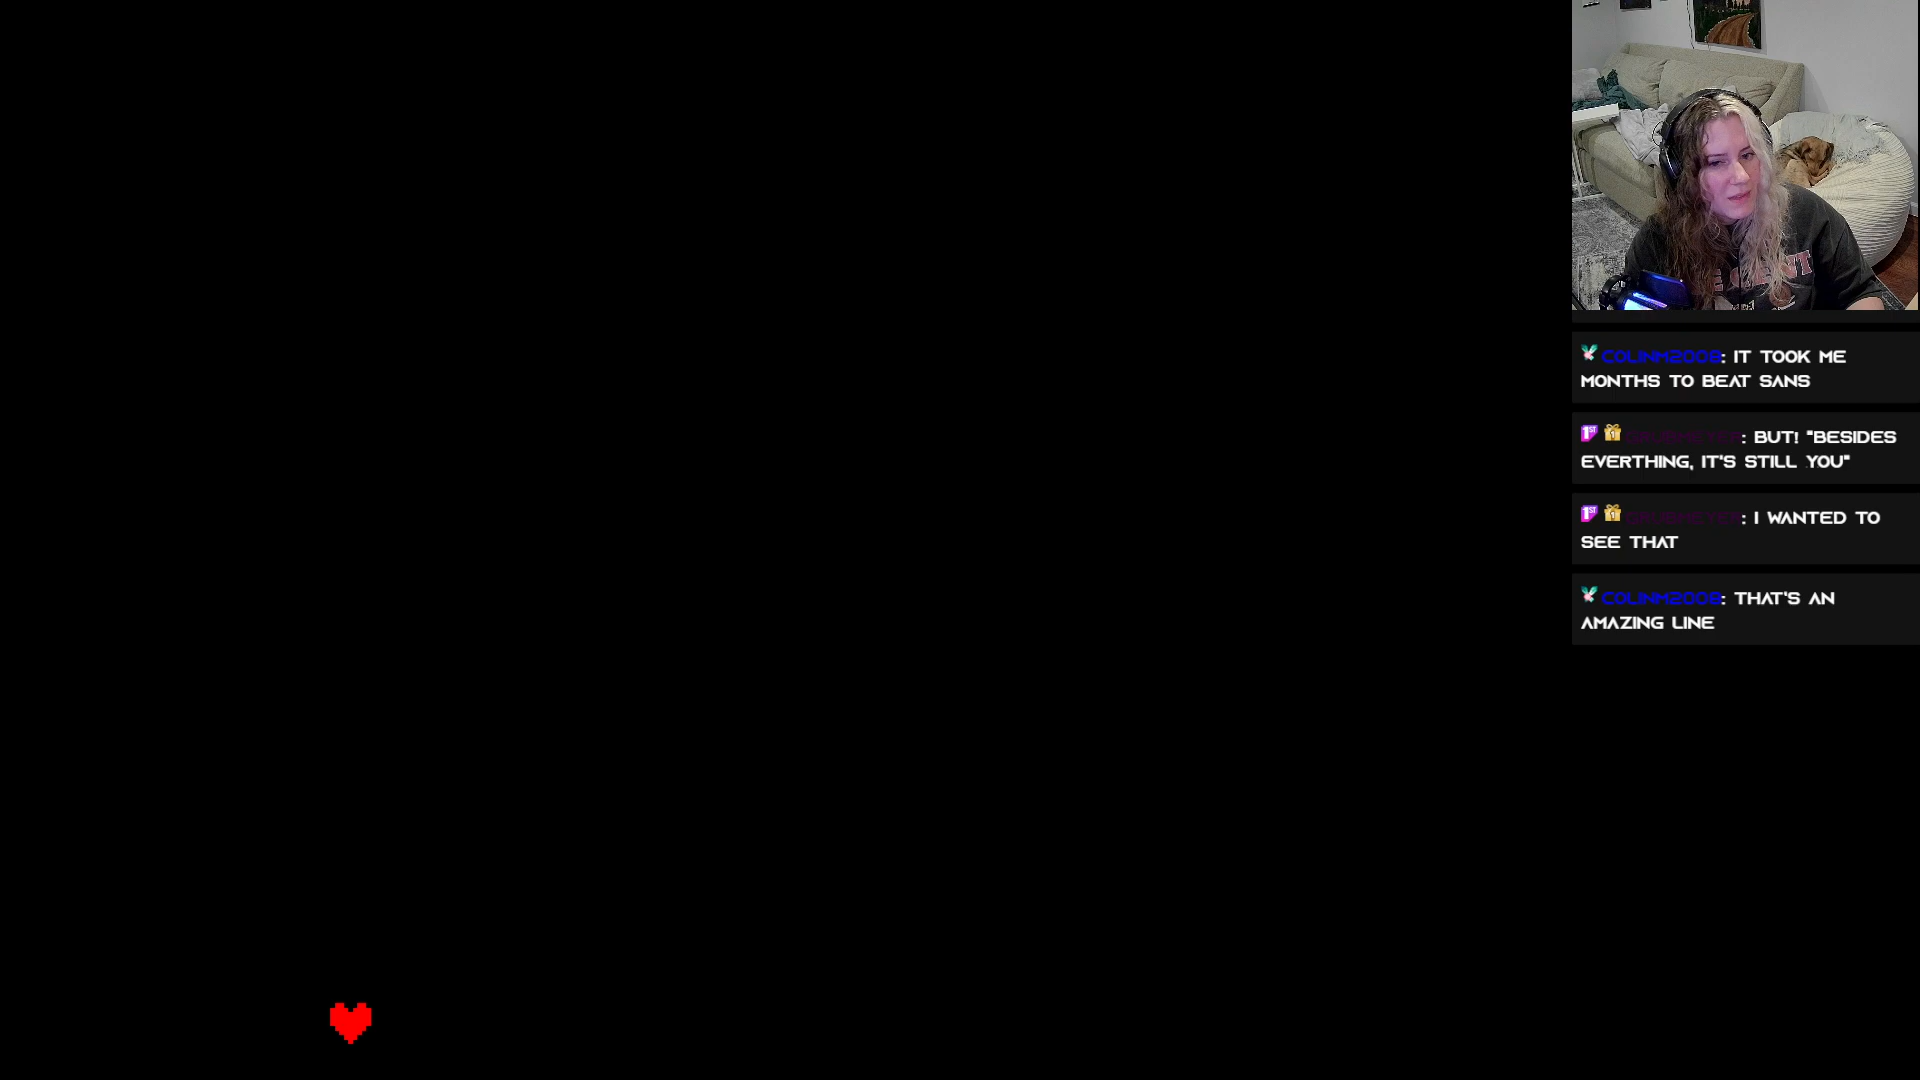 COLINM2008: IT TOOK ME
MONTHS TO BEAT SANS
: BUT! "BESIDES
EVERTHING, IT'S STILL YOU"
: I WANTED TO
SEE THAT
COLINM2008: THAT'S AN
AMAZING LINE